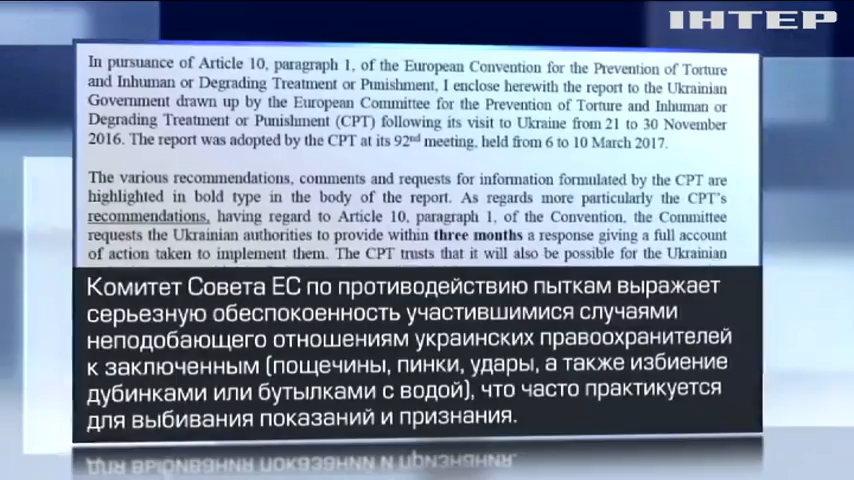 ІНТЕР
In pursuance of Article 10, paragraph 1, of the European Convention for the Prevention of Torture
and Inhuman or Degrading Treatment or Punishment, I enclose herewith the report to the Ukrainian
Government drawn up by the European Committee for the Prevention of Torture and Inhuman or
Degrading Treatment or Punishment (CPT) following its visit to Ukraine from 21 to 30 November
2016. The report was adopted by the CPT at its 92nd meeting, held from 6 to 10 March 2017.
The various recommendations, comments and requests for information formulated by the CPT are
highlighted in bold type in the body of the report. As regards more particularly the CPT's
recommendations, having regard to Article 10, paragraph 1, of the Convention, the Committee
requests the Ukrainian authorities to provide within three months a response giving a full account
of action taken to implement them. The CPT trusts that it will also be possible for the Ukrainian
Комитет Совета ЕС по противодействию пыткам выражает
серьезную обеспокоенность участившимися случаями
неподобающего отношениям украинских правоохранителей
к заключенным (пощечины, пинки, удары, а также избиение
дубинками или бутылками с водой), что часто практикуется
для выбивания показаний и признания.